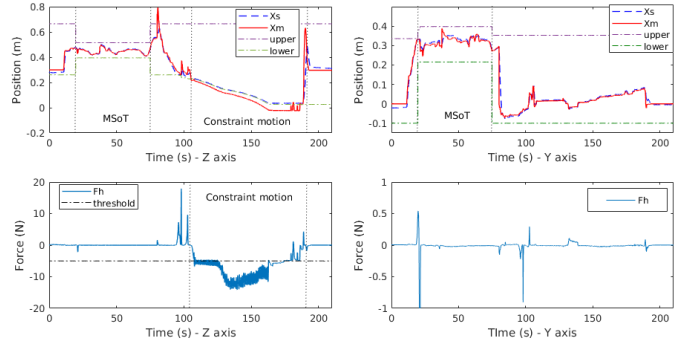 0.8
0.6
0.4
0.2
0
0.2
Position (m)
0
50
100
150
200
Time (s) - Z axis
MSoT
Constraint motion
Xs
Xm
upper
lower
0.4
0.3
0.2
0.1
0
-0.1
Position (m)
0
50
100
150
200
Time (s) - Y axis
MSoT
Xs
Xm
upper
lower
20
10
0
-10
-20
Force (N)
0
50
100
150
200
Time (s) - Z axis
Fh
threshold
Constraint motion
1
0.5
0
-0.5
-1
Force (N)
0
50
100
150
200
TIme (s) - Y axis
Fh